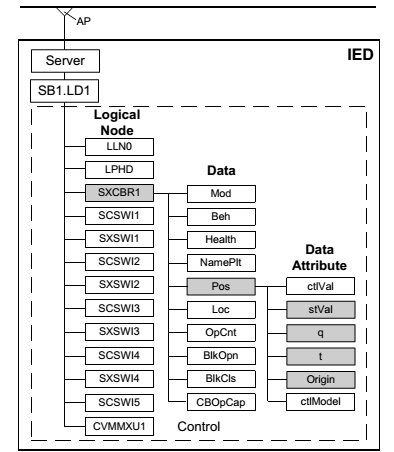 AP
IED
Server
SB1.LD1
Logical
Node
LLN0
LPHD
SXCBR1
SCSWI1
SXSWI1
SCSWI2
SXSWI2
SCSWI3
SXSWI3
SCSWI4
SXSWI4
SCSWI5
CVMMXU1
Data
Mod
Beh
Health
NamePlt
Pos
Loc
OpCnt
BlkOpn
BlkCls
CBOpCap
Data
Attribute
ctlVal
stVal
q
t
Origin
ctlModel
Control